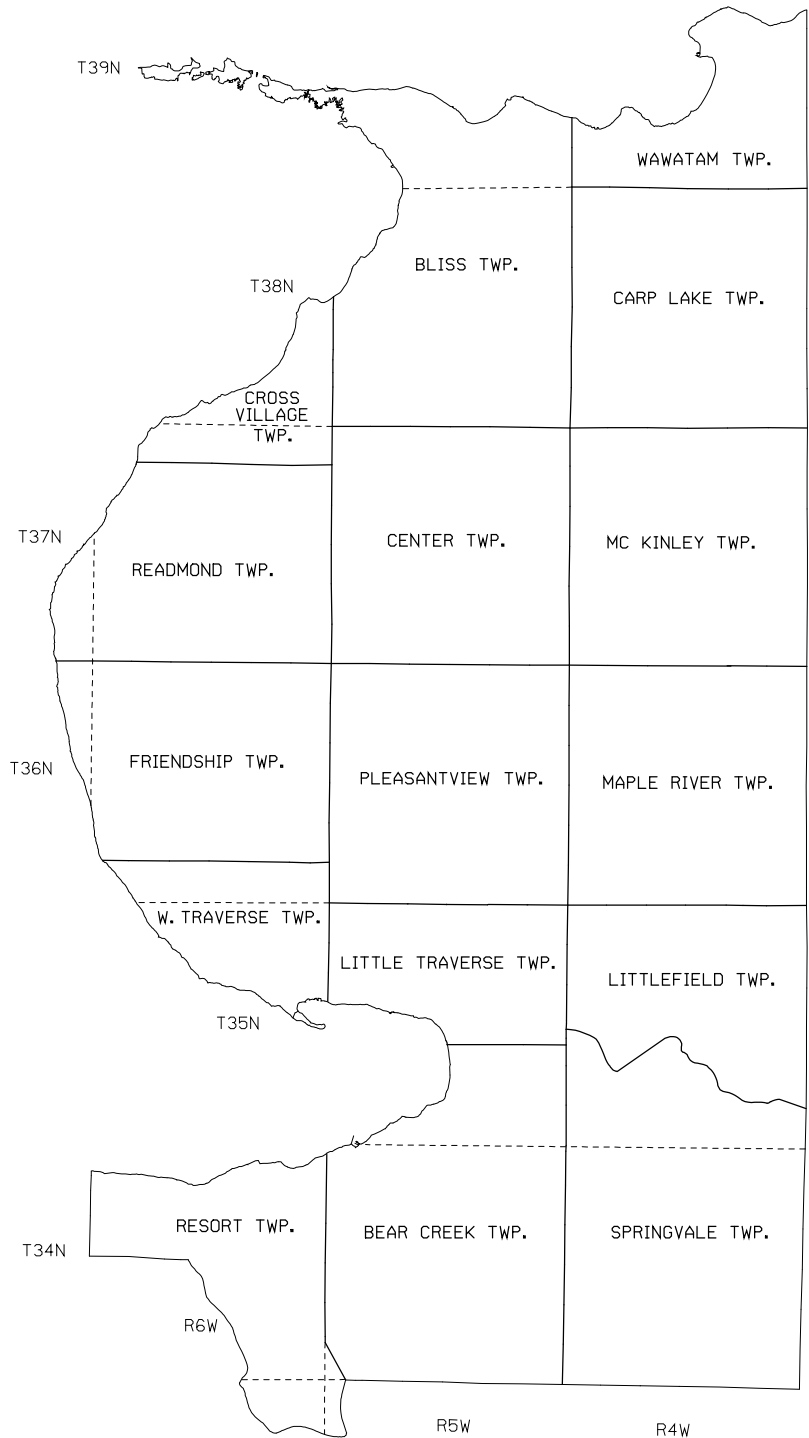 T39N
WAWATAM TWP.
BLISS TWP.
T38N
CARP LAKE TWP.
CROSS
VILLAGE
TWP.
T37N
CENTER TWP.
MC KINLEY TWP.
READMOND TWP.
FRIENDSHIP TWP.
T36N
PLEASANTVIEW TWP.
MAPLE RIVER TWP.
W. TRAVERSE TWP.
LITTLE TRAVERSE TWP.
LITTLEFIELD TWP.
T35N
RESORT TWP.
BEAR CREEK TWP.
SPRINGVALE TWP.
T34N
R6W
R5W
R4W